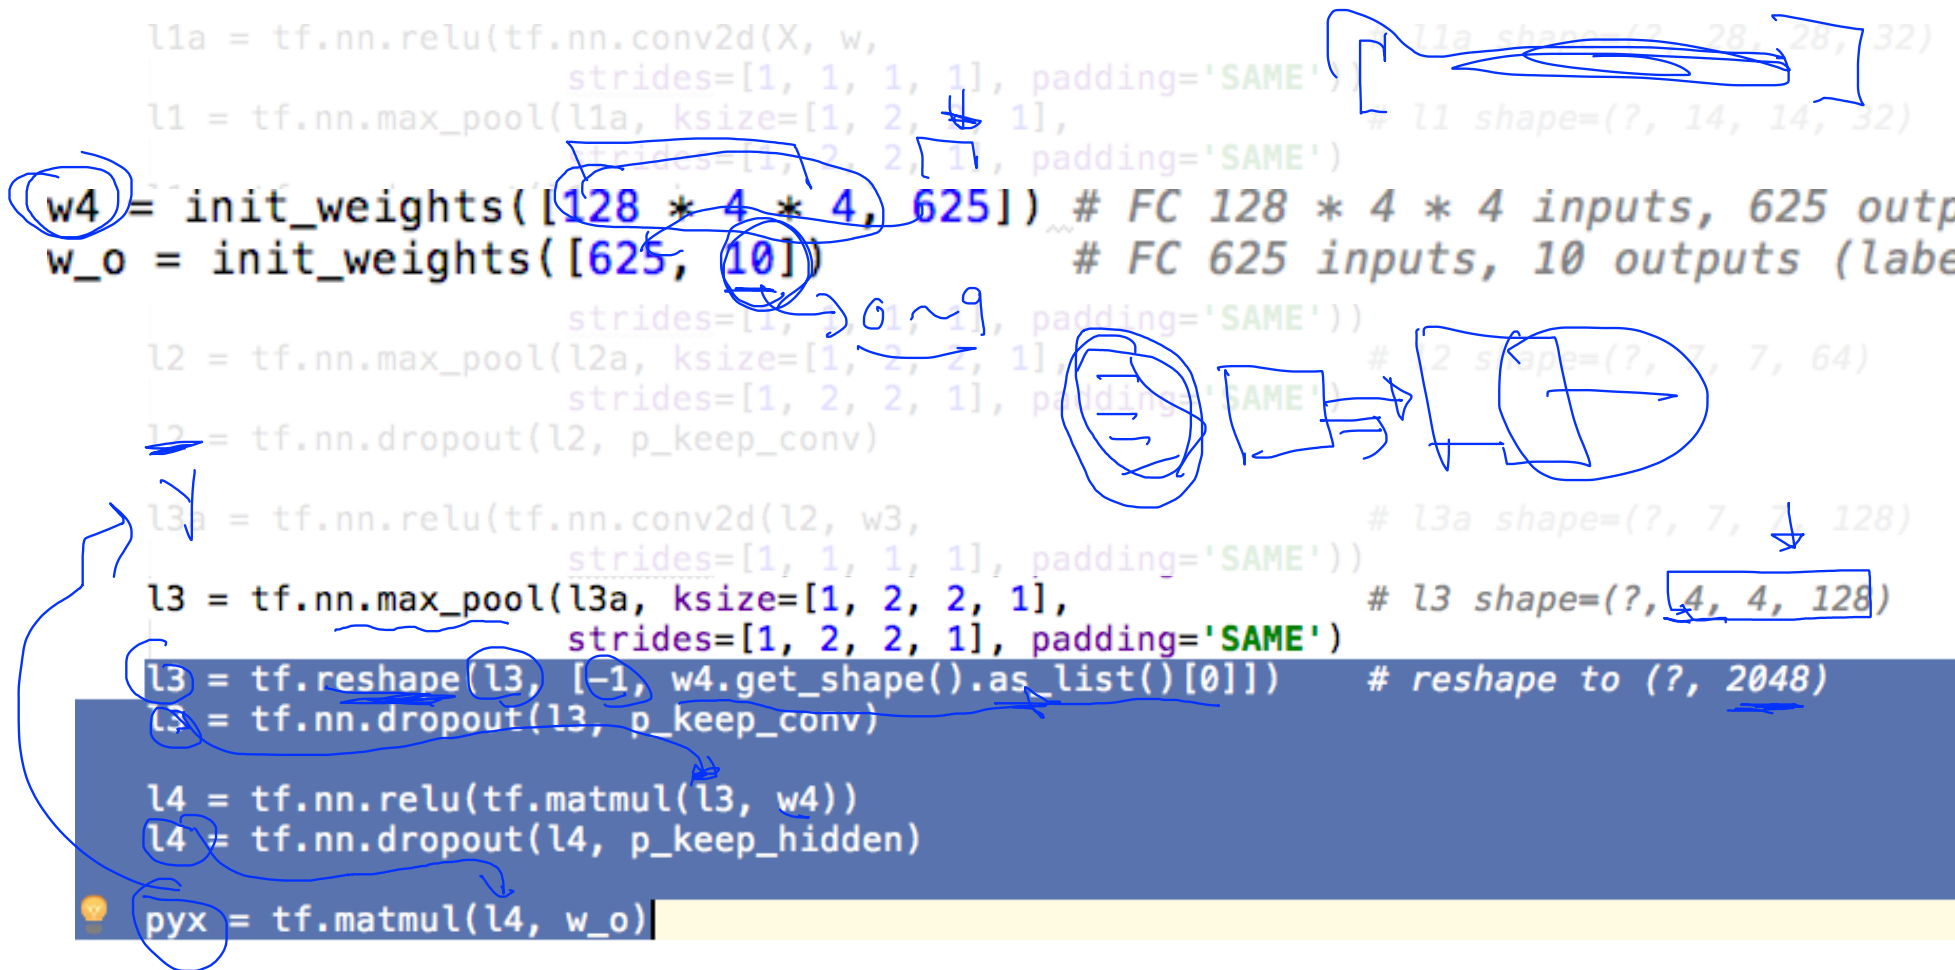 l1a = tf.nn.relu(tf.nn.conv2d(X, w, # l1a shape=(?, 28, 28, 32)
strides=[1, 1, 1, 1], padding='SAME'))
l1 = tf.nn.max_pool(l1a, ksize=[1, 2, 2, 1], # l1 shape=(?, 14, 14, 32)
strides=[1, 2, 2, 1], padding='SAME')
w4 = init_weights([128 * 4 * 4, 625]) # FC 128 * 4 * 4 inputs, 625 outp
w_o = init_weights([625, 10]) # FC 625 inputs, 10 outputs (labe
0 ~ 9
strides=[1, 1, 1, 1], padding='SAME'))
l2 = tf.nn.max_pool(l2a, ksize=[1, 2, 2, 1], # l2 shape=(?, 7, 7, 64)
strides=[1, 2, 2, 1], padding='SAME')
l2 = tf.nn.dropout(l2, p_keep_conv)
l3a = tf.nn.relu(tf.nn.conv2d(l2, w3, # l3a shape=(?, 7, 7, 128)
strides=[1, 1, 1, 1], padding='SAME'))
l3 = tf.nn.max_pool(l3a, ksize=[1, 2, 2, 1], # l3 shape=(?, 4, 4, 128)
strides=[1, 2, 2, 1], padding='SAME')
l3 = tf.reshape(l3, [-1, w4.get_shape().as_list()[0]]) # reshape to (?, 2048)
l3 = tf.nn.dropout(l3, p_keep_conv)
l4 = tf.nn.relu(tf.matmul(l3, w4))
l4 = tf.nn.dropout(l4, p_keep_hidden)
pyx = tf.matmul(l4, w_o)